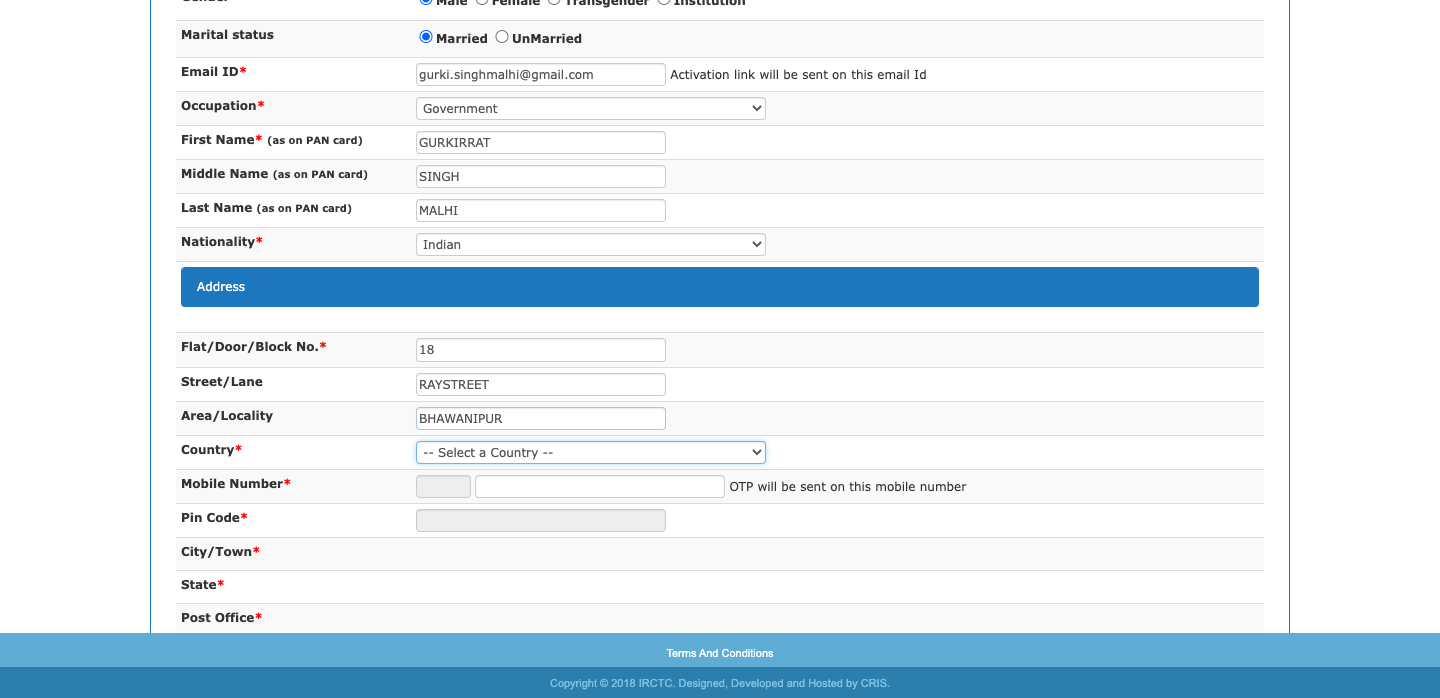 Gender Male Female Transgender Institution
Marital status Married UnMarried
Email ID* gurki.singhmalhi@gmail.com Activation link will be sent on this email Id
Occupation* Government
First Name* (as on PAN card) GURKIRRAT
Middle Name (as on PAN card) SINGH
Last Name (as on PAN card) MALHI
Nationality* Indian
Address
Flat/Door/Block No.* 18
Street/Lane RAYSTREET
Area/Locality BHAWANIPUR
Country* -- Select a Country --
Mobile Number* OTP will be sent on this mobile number
Pin Code*
City/Town*
State*
Post Office*
Terms And Conditions
Copyright © 2018 IRCTC. Designed, Developed and Hosted by CRIS.